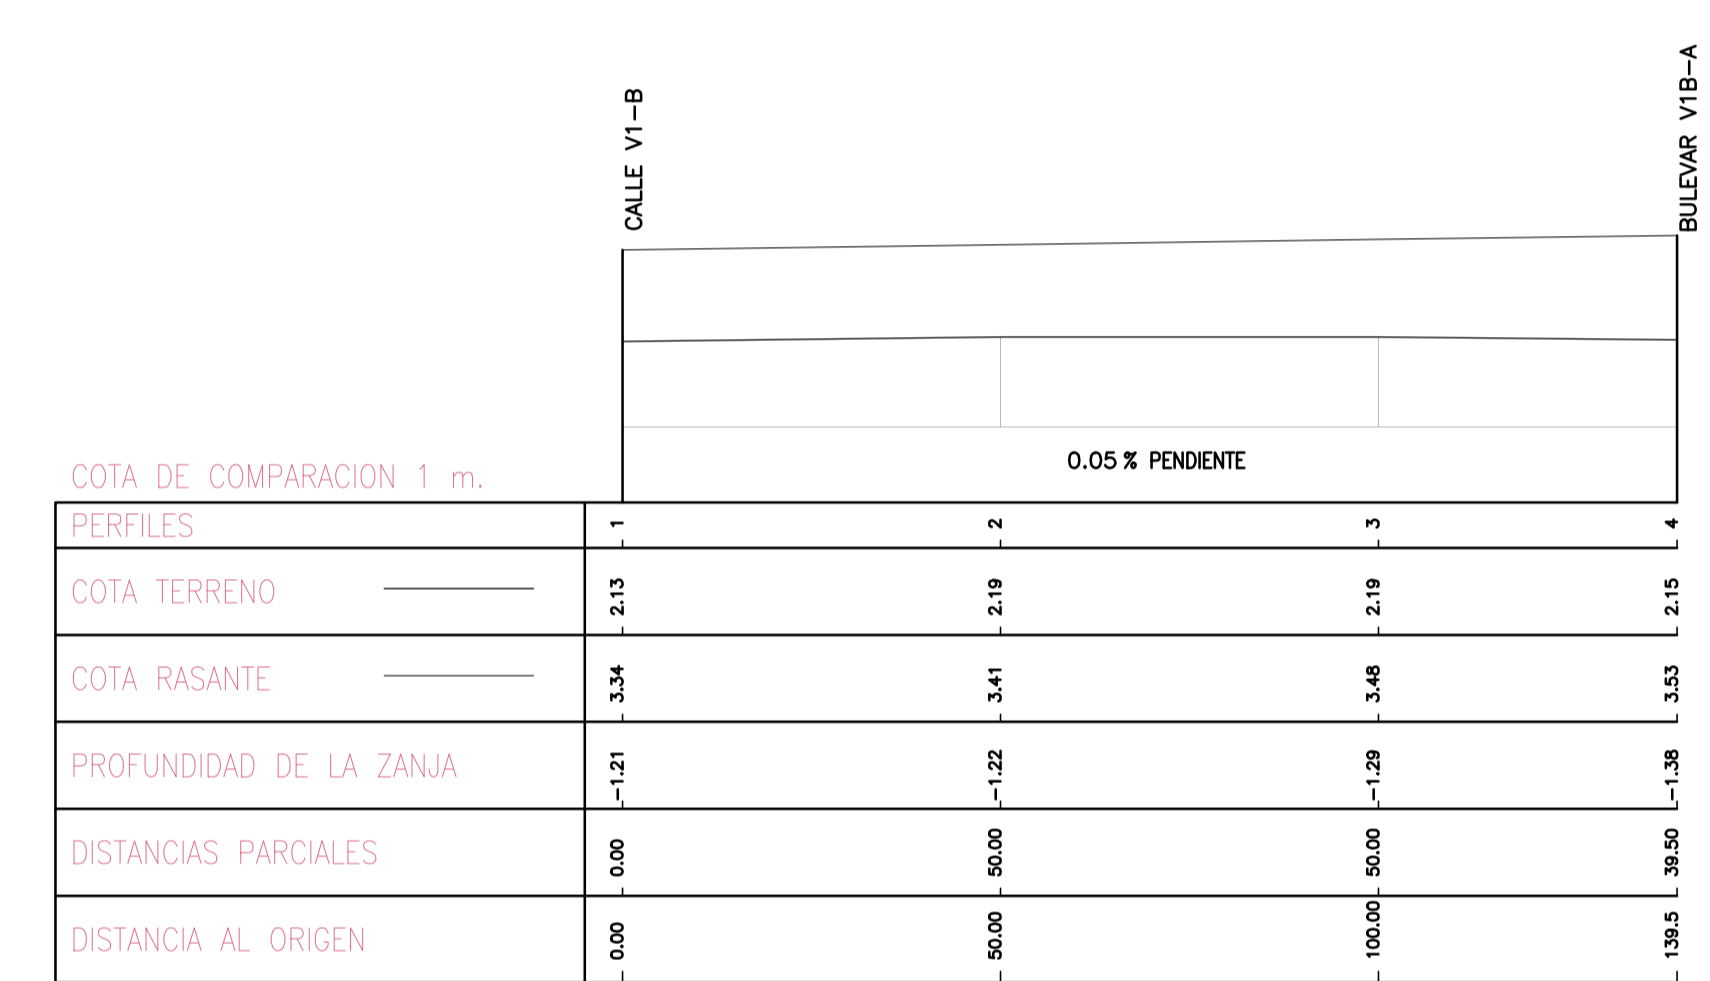 CALLE V1-B
BULEVAR V1B-A
0.05 % PENDIENTE
COTA DE COMPARACION 1 m.
PERFILES 1 2 3 4
COTA TERRENO 2.13 2.19 2.19 2.15
COTA RASANTE 3.34 3.41 3.48 3.53
PROFUNDIDAD DE LA ZANJA -1.21 -1.22 -1.29 -1.38
DISTANCIAS PARCIALES 0.00 50.00 50.00 39.50
DISTANCIA AL ORIGEN 0.00 50.00 100.00 139.5